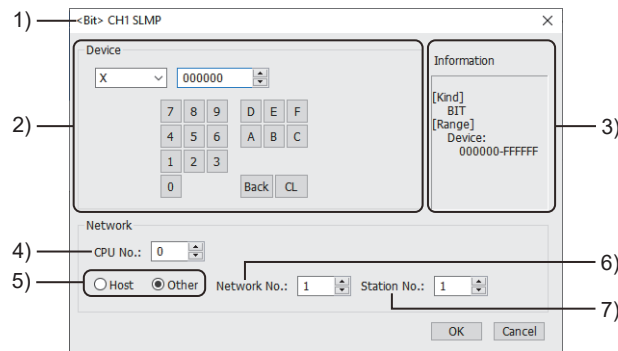 1)
<Bit> CH1 SLMP
Device
X
000000
7 8 9 D E F
4 5 6 A B C
1 2 3
0 Back CL
2)
Information
[Kind]
BIT
[Range]
Device:
000000-FFFFFF
3)
Network
4)
CPU No.: 0
5)
Host Other Network No.: 1 Station No.: 1
6)
7)
OK Cancel